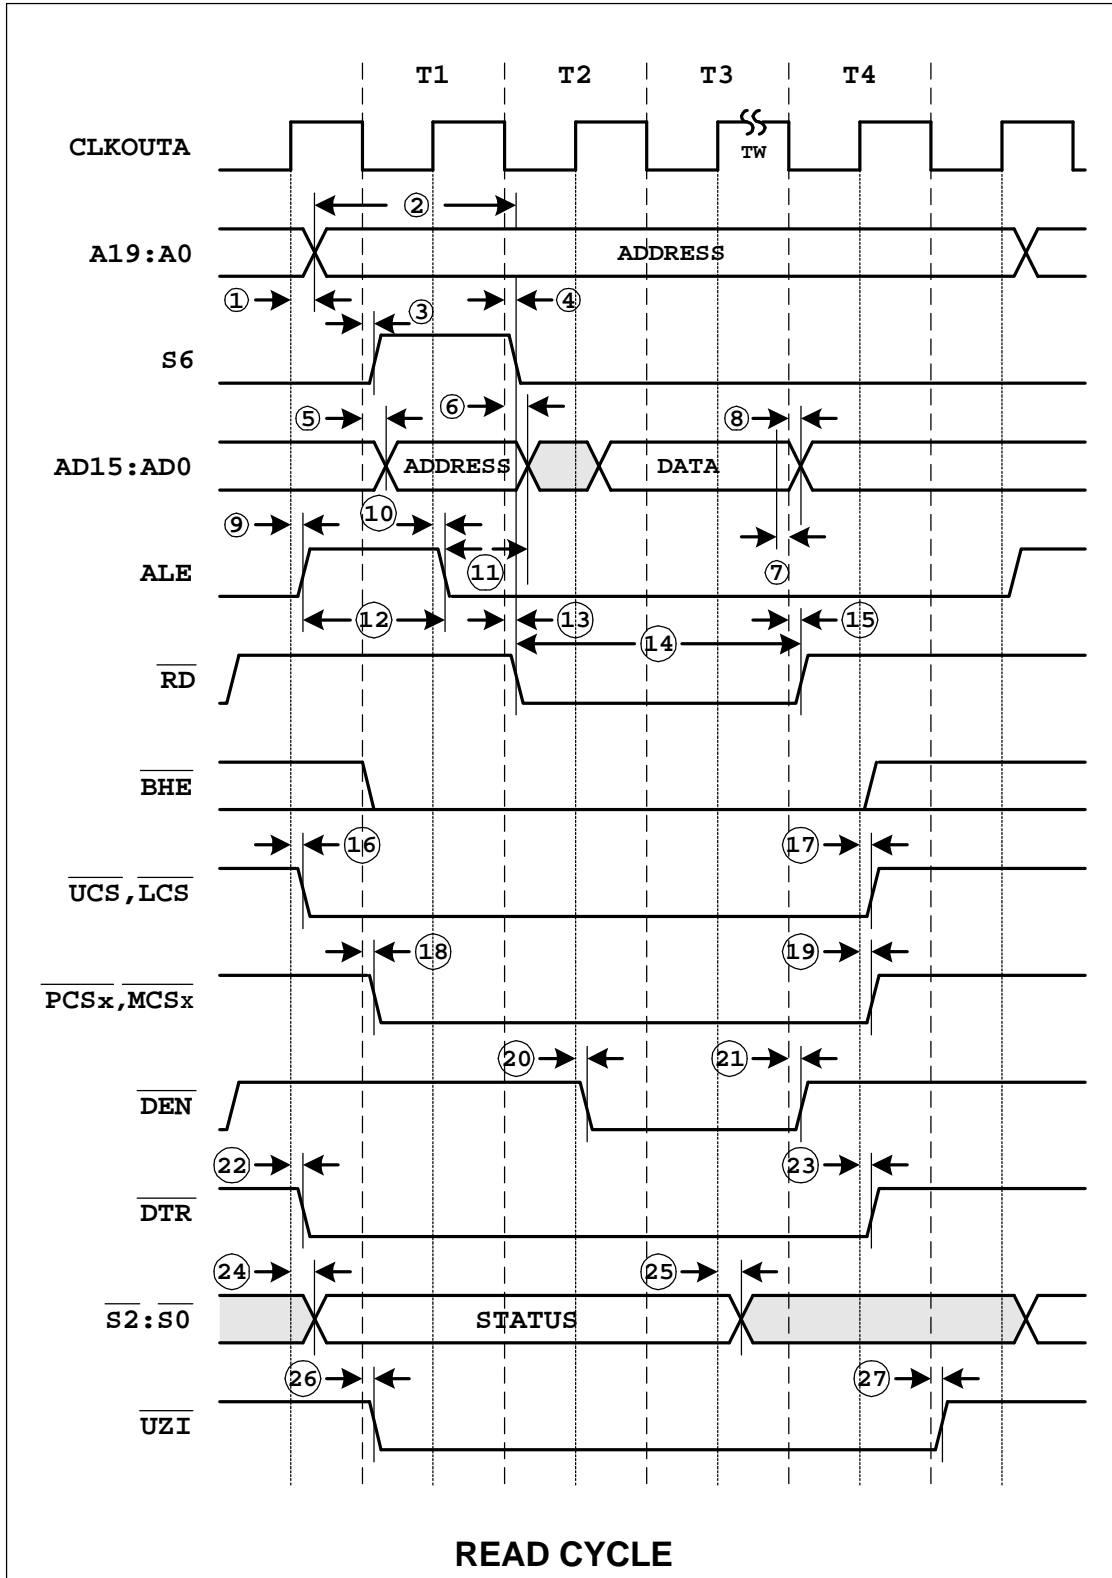 T1 T2 T3 T4
CLKOUTA
TW
②
A19:A0 ADDRESS
① ③ ④
S6
⑤ ⑥ ⑧
AD15:AD0 ADDRESS DATA
⑨ ⑩
ALE ⑪ ⑦
⑫ ⑬ ⑮
⑭
RD
BHE
⑯ ⑰
UCS,LCS
⑱ ⑲
PCSx,MCSx
⑳ ㉑
DEN
㉒ ㉓
DTR
㉔ ㉕
S2:S0 STATUS
㉖ ㉗
UZI
READ CYCLE